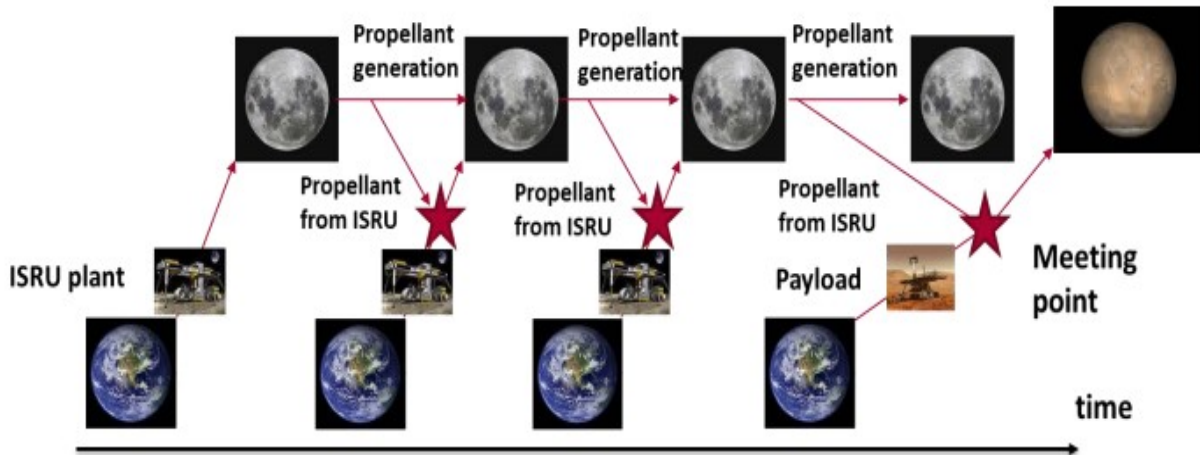 Propellant
generation
Propellant
generation
Propellant
generation
Propellant
from ISRU
Propellant
from ISRU
Propellant
from ISRU
ISRU plant
Payload
Meeting
point
time